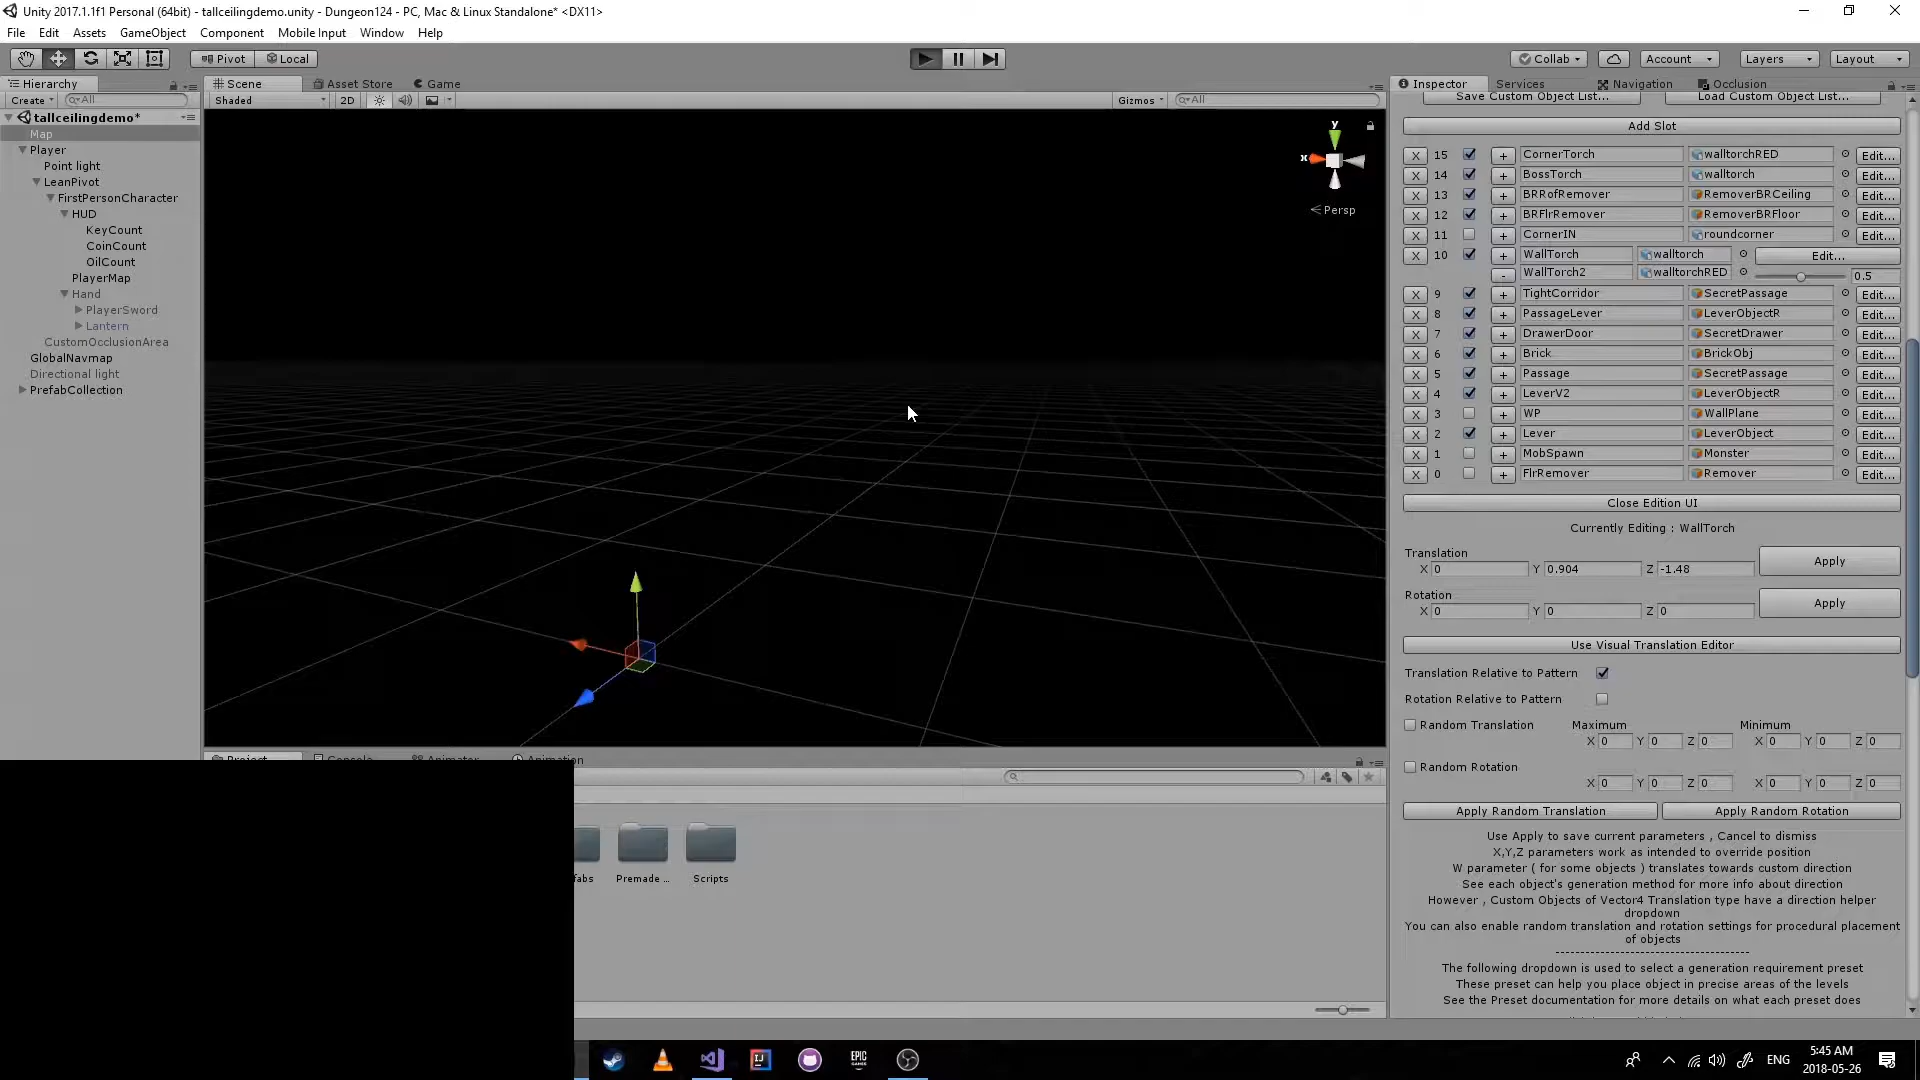 Unity 2017.1.1f1 Personal (64bit) - tallceilingdemo.unity - Dungeon124 - PC, Mac & Linux Standalone* <DX11>
File Edit Assets GameObject Component Mobile Input Window Help
Pivot Local Collab Account Layers Layout
Hierarchy Scene Asset Store Game Inspector Services Navigation Occlusion
Create All Shaded 2D Gizmos All Save Custom Object List... Load Custom Object List...
tallceilingdemo*
Map
Player
Point light
LeanPivot
FirstPersonCharacter
HUD
KeyCount
CoinCount
OilCount
PlayerMap
Hand
PlayerSword
Lantern
CustomOcclusionArea
GlobalNavmap
Directional light
PrefabCollection
y
x
Persp
Add Slot
X 15 + CornerTorch walltorchRED Edit...
X 14 + BossTorch walltorch Edit...
X 13 + BRRofRemover RemoverBRCeiling Edit...
X 12 + BRFlrRemover RemoverBRFloor Edit...
X 11 + CornerIN roundcorner Edit...
X 10 + WallTorch walltorch Edit...
- WallTorch2 walltorchRED 0.5
X 9 + TightCorridor SecretPassage Edit...
X 8 + PassageLever LeverObjectR Edit...
X 7 + DrawerDoor SecretDrawer Edit...
X 6 + Brick BrickObj Edit...
X 5 + Passage SecretPassage Edit...
X 4 + LeverV2 LeverObjectR Edit...
X 3 + WP WallPlane Edit...
X 2 + Lever LeverObject Edit...
X 1 + MobSpawn Monster Edit...
X 0 + FlrRemover Remover Edit...
Close Edition UI
Currently Editing : WallTorch
Translation
X 0 Y 0.904 Z -1.48 Apply
Rotation
X 0 Y 0 Z 0 Apply
Use Visual Translation Editor
Translation Relative to Pattern
Rotation Relative to Pattern
Random Translation Maximum Minimum
X 0 Y 0 Z 0 X 0 Y 0 Z 0
Random Rotation
X 0 Y 0 Z 0 X 0 Y 0 Z 0
Apply Random Translation Apply Random Rotation
Use Apply to save current parameters , Cancel to dismiss
X,Y,Z parameters work as intended to override position
W parameter ( for some objects ) translates towards custom direction
See each object's generation method for more info about direction
However , Custom Objects of Vector4 Translation type have a direction helper
dropdown
You can also enable random translation and rotation settings for procedural placement
of objects
The following dropdown is used to select a generation requirement preset
These preset can help you place object in precise areas of the levels
See the Preset documentation for more details on what each preset does
Project Console Animator Animation
fabs Premade ... Scripts
EPIC GAMES
ENG
5:45 AM
2018-05-26